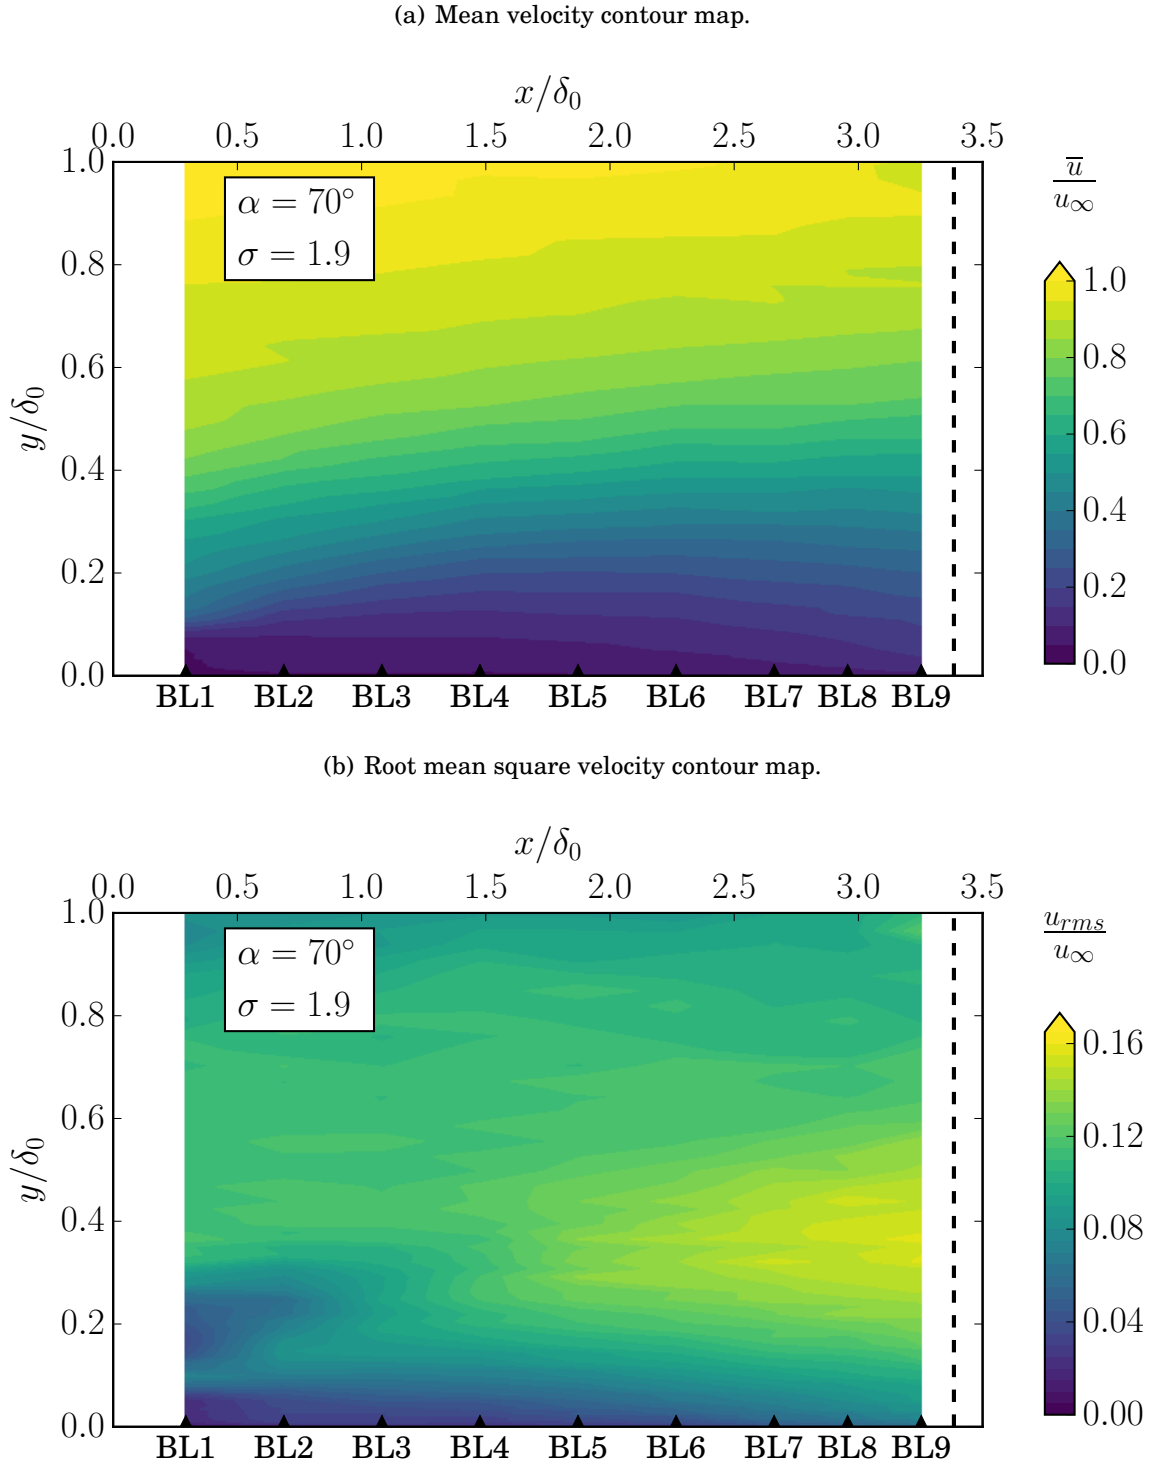 (a) Mean velocity contour map.
x/δ₀
0.0 0.5 1.0 1.5 2.0 2.5 3.0 3.5
1.0
0.8
0.6
0.4
0.2
0.0
y/δ₀
α = 70°
σ = 1.9
u̅
u∞
1.0
0.8
0.6
0.4
0.2
0.0
BL1 BL2 BL3 BL4 BL5 BL6 BL7 BL8 BL9
(b) Root mean square velocity contour map.
x/δ₀
0.0 0.5 1.0 1.5 2.0 2.5 3.0 3.5
1.0
0.8
0.6
0.4
0.2
0.0
y/δ₀
α = 70°
σ = 1.9
u_rms
u∞
0.16
0.12
0.08
0.04
0.00
BL1 BL2 BL3 BL4 BL5 BL6 BL7 BL8 BL9